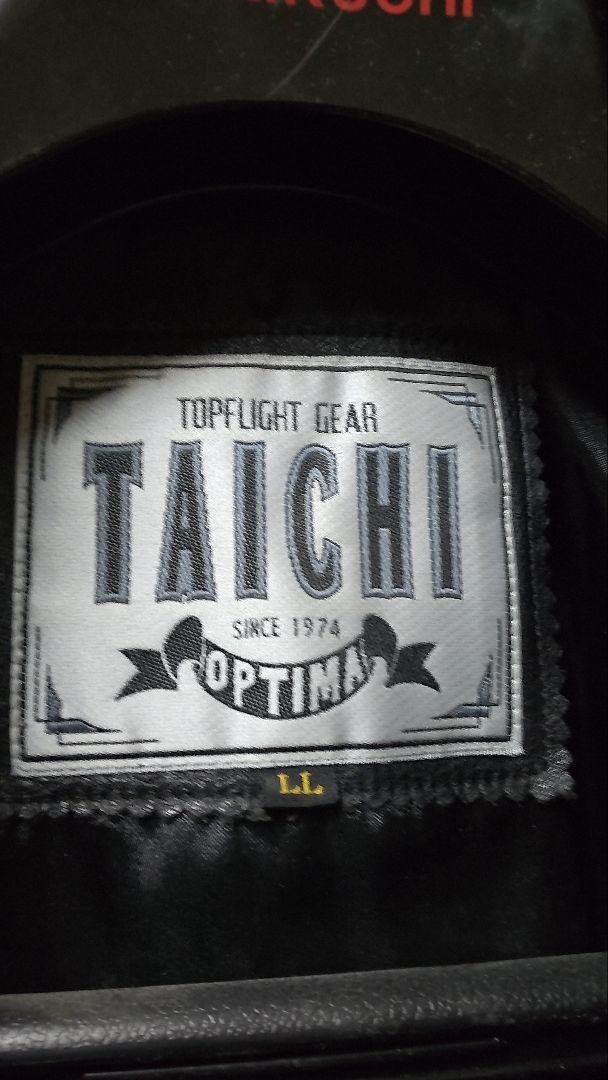 TOPFLIGHT GEAR
TAICHI
SINCE 1974
OPTIMA
LL